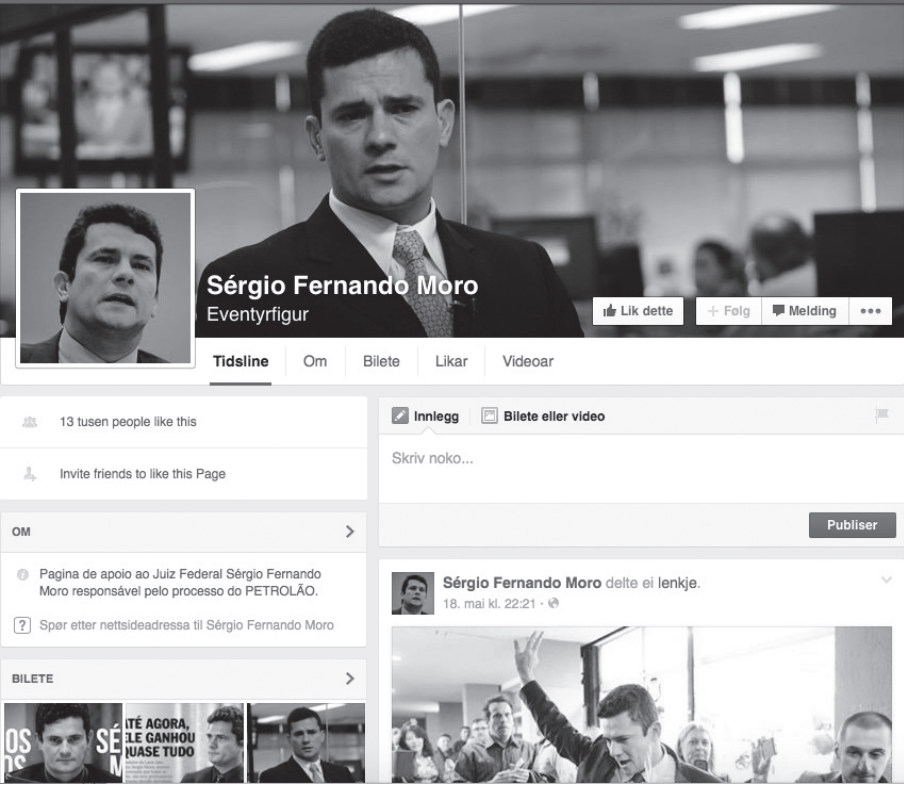 Sérgio Fernando Moro
Eventyrfigur
Lik dette
Følg
Melding
Tidsline
Om
Bilete
Likar
Videoar
13 tusen people like this
Invite friends to like this Page
OM
Pagina de apoio ao Juiz Federal Sérgio Fernando
Moro responsável pelo processo do PETROLÃO.
? Spør etter nettsideadressa til Sérgio Fernando Moro
BILETE
OS
SÉ
ATÉ AGORA,
ELE GANHOU
QUASE TUDO
Innlegg
Bilete eller video
Skriv noko...
Publiser
Sérgio Fernando Moro delte ei lenkje.
18. mai kl. 22:21 ·